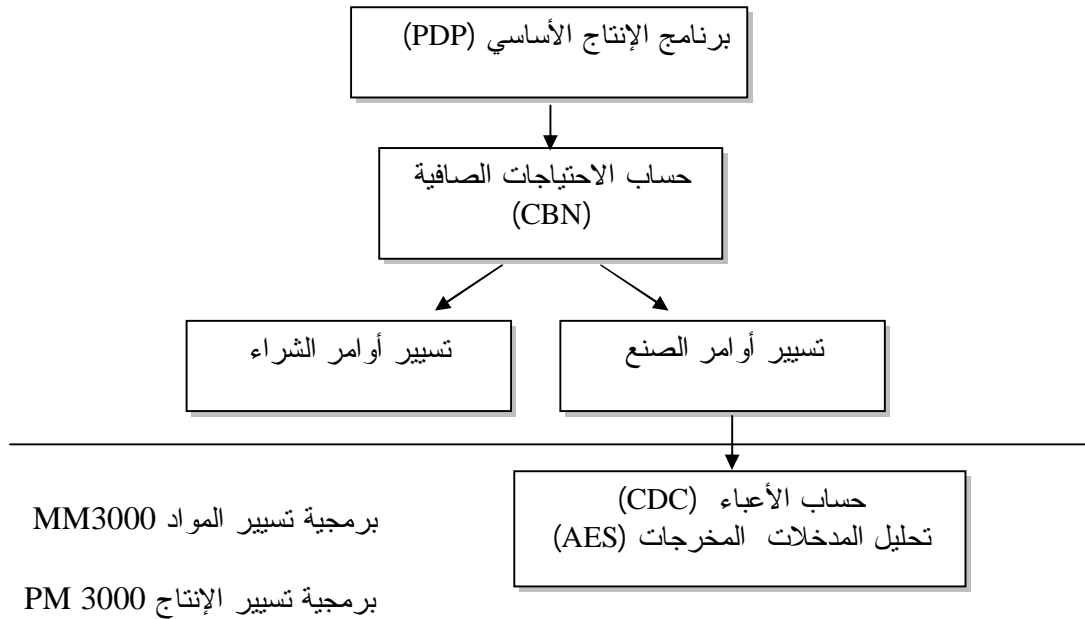 برنامج الإنتاج الأساسي (PDP)
حساب الاحتياجات الصافية
(CBN)
تسيير أوامر الصنع
تسيير أوامر الشراء
حساب الأعباء (CDC)
تحليل المدخلات المخرجات (AES)
برمجية تسيير المواد MM3000
برمجية تسيير الإنتاج PM 3000